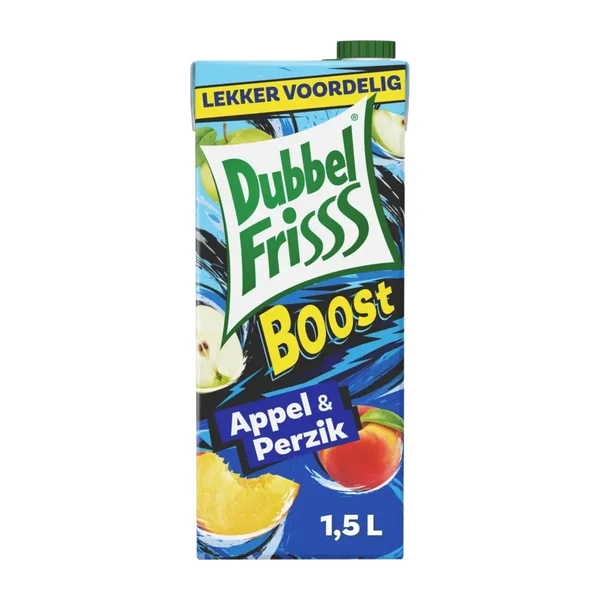 LEKKER VOORDELIG
Dubbel
Frisss®
Boost
Appel &
Perzik
1,5 L